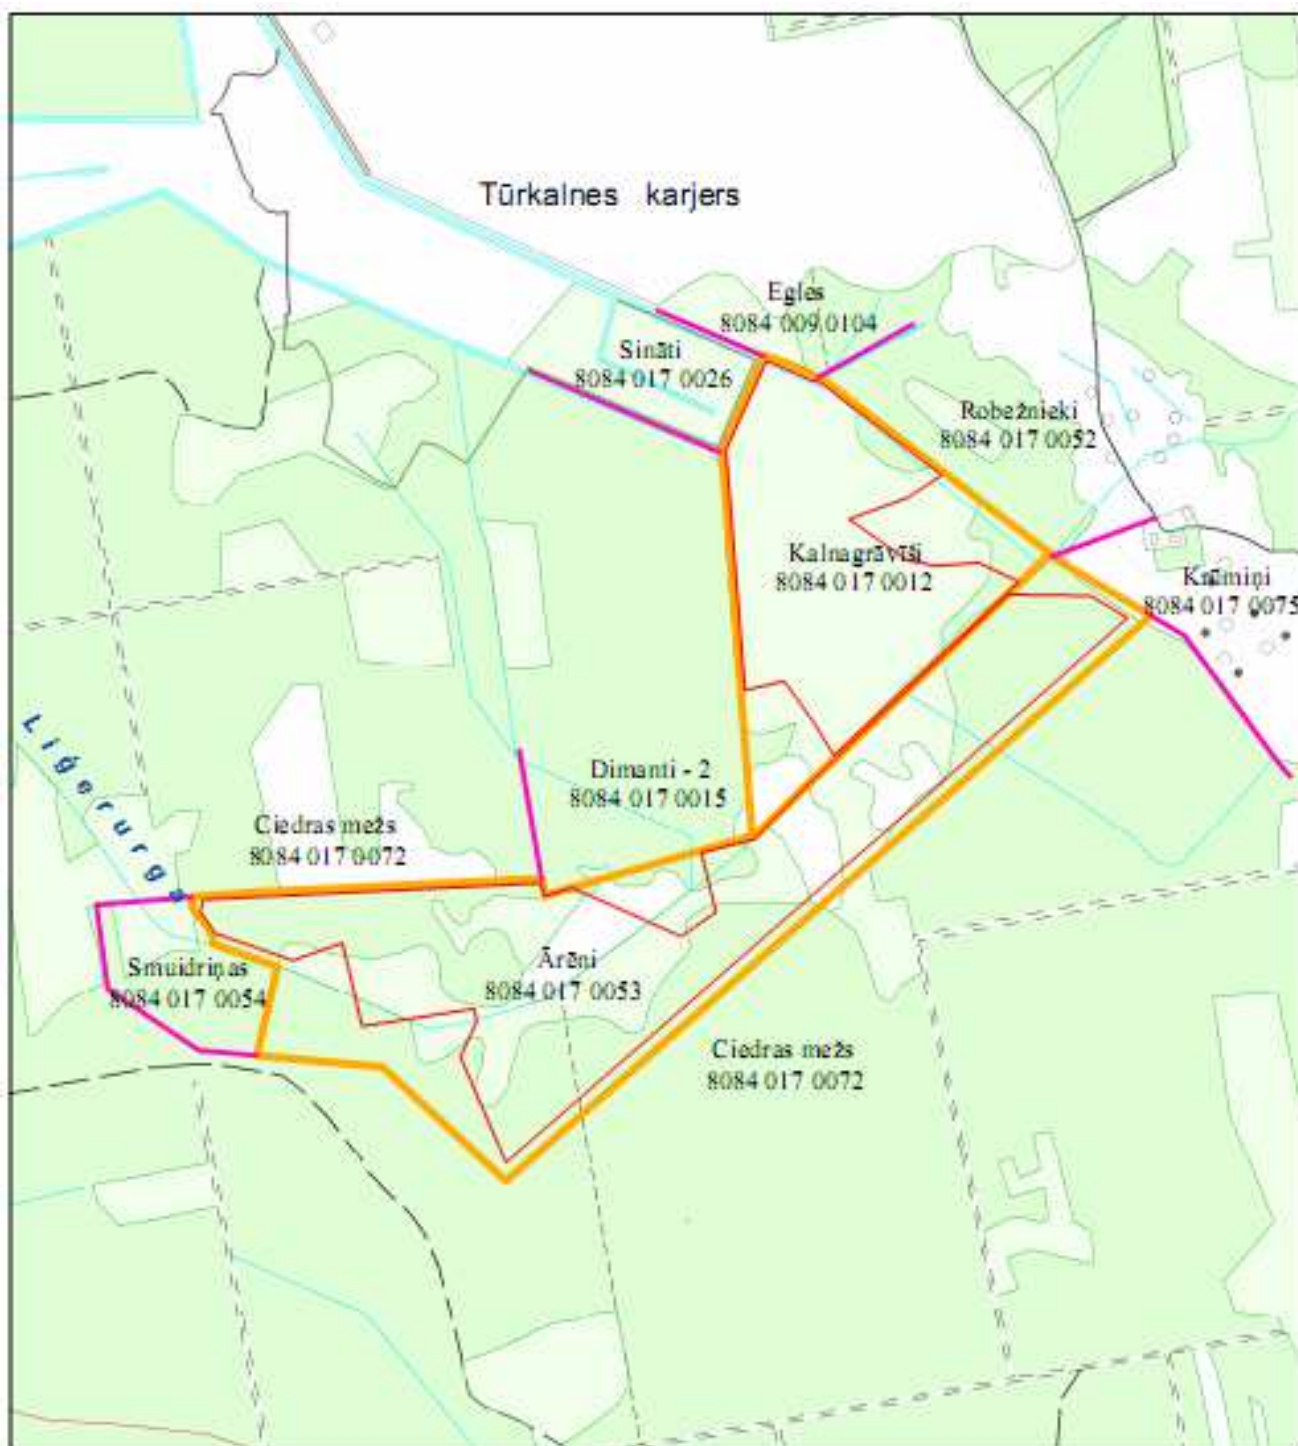 Tūrkalnes karjers
Egles
8084 009 0104
Sināti
8084 017 0026
Robežnieki
8084 017 0052
Kalnagrāvīši
8084 017 0012
Krāmiņi
8084 017 0075
Līģerurga
Dimanti - 2
8084 017 0015
Ciedras mežs
8084 017 0072
Smuidriņas
8084 017 0054
Ārēni
8084 017 0053
Ciedras mežs
8084 017 0072